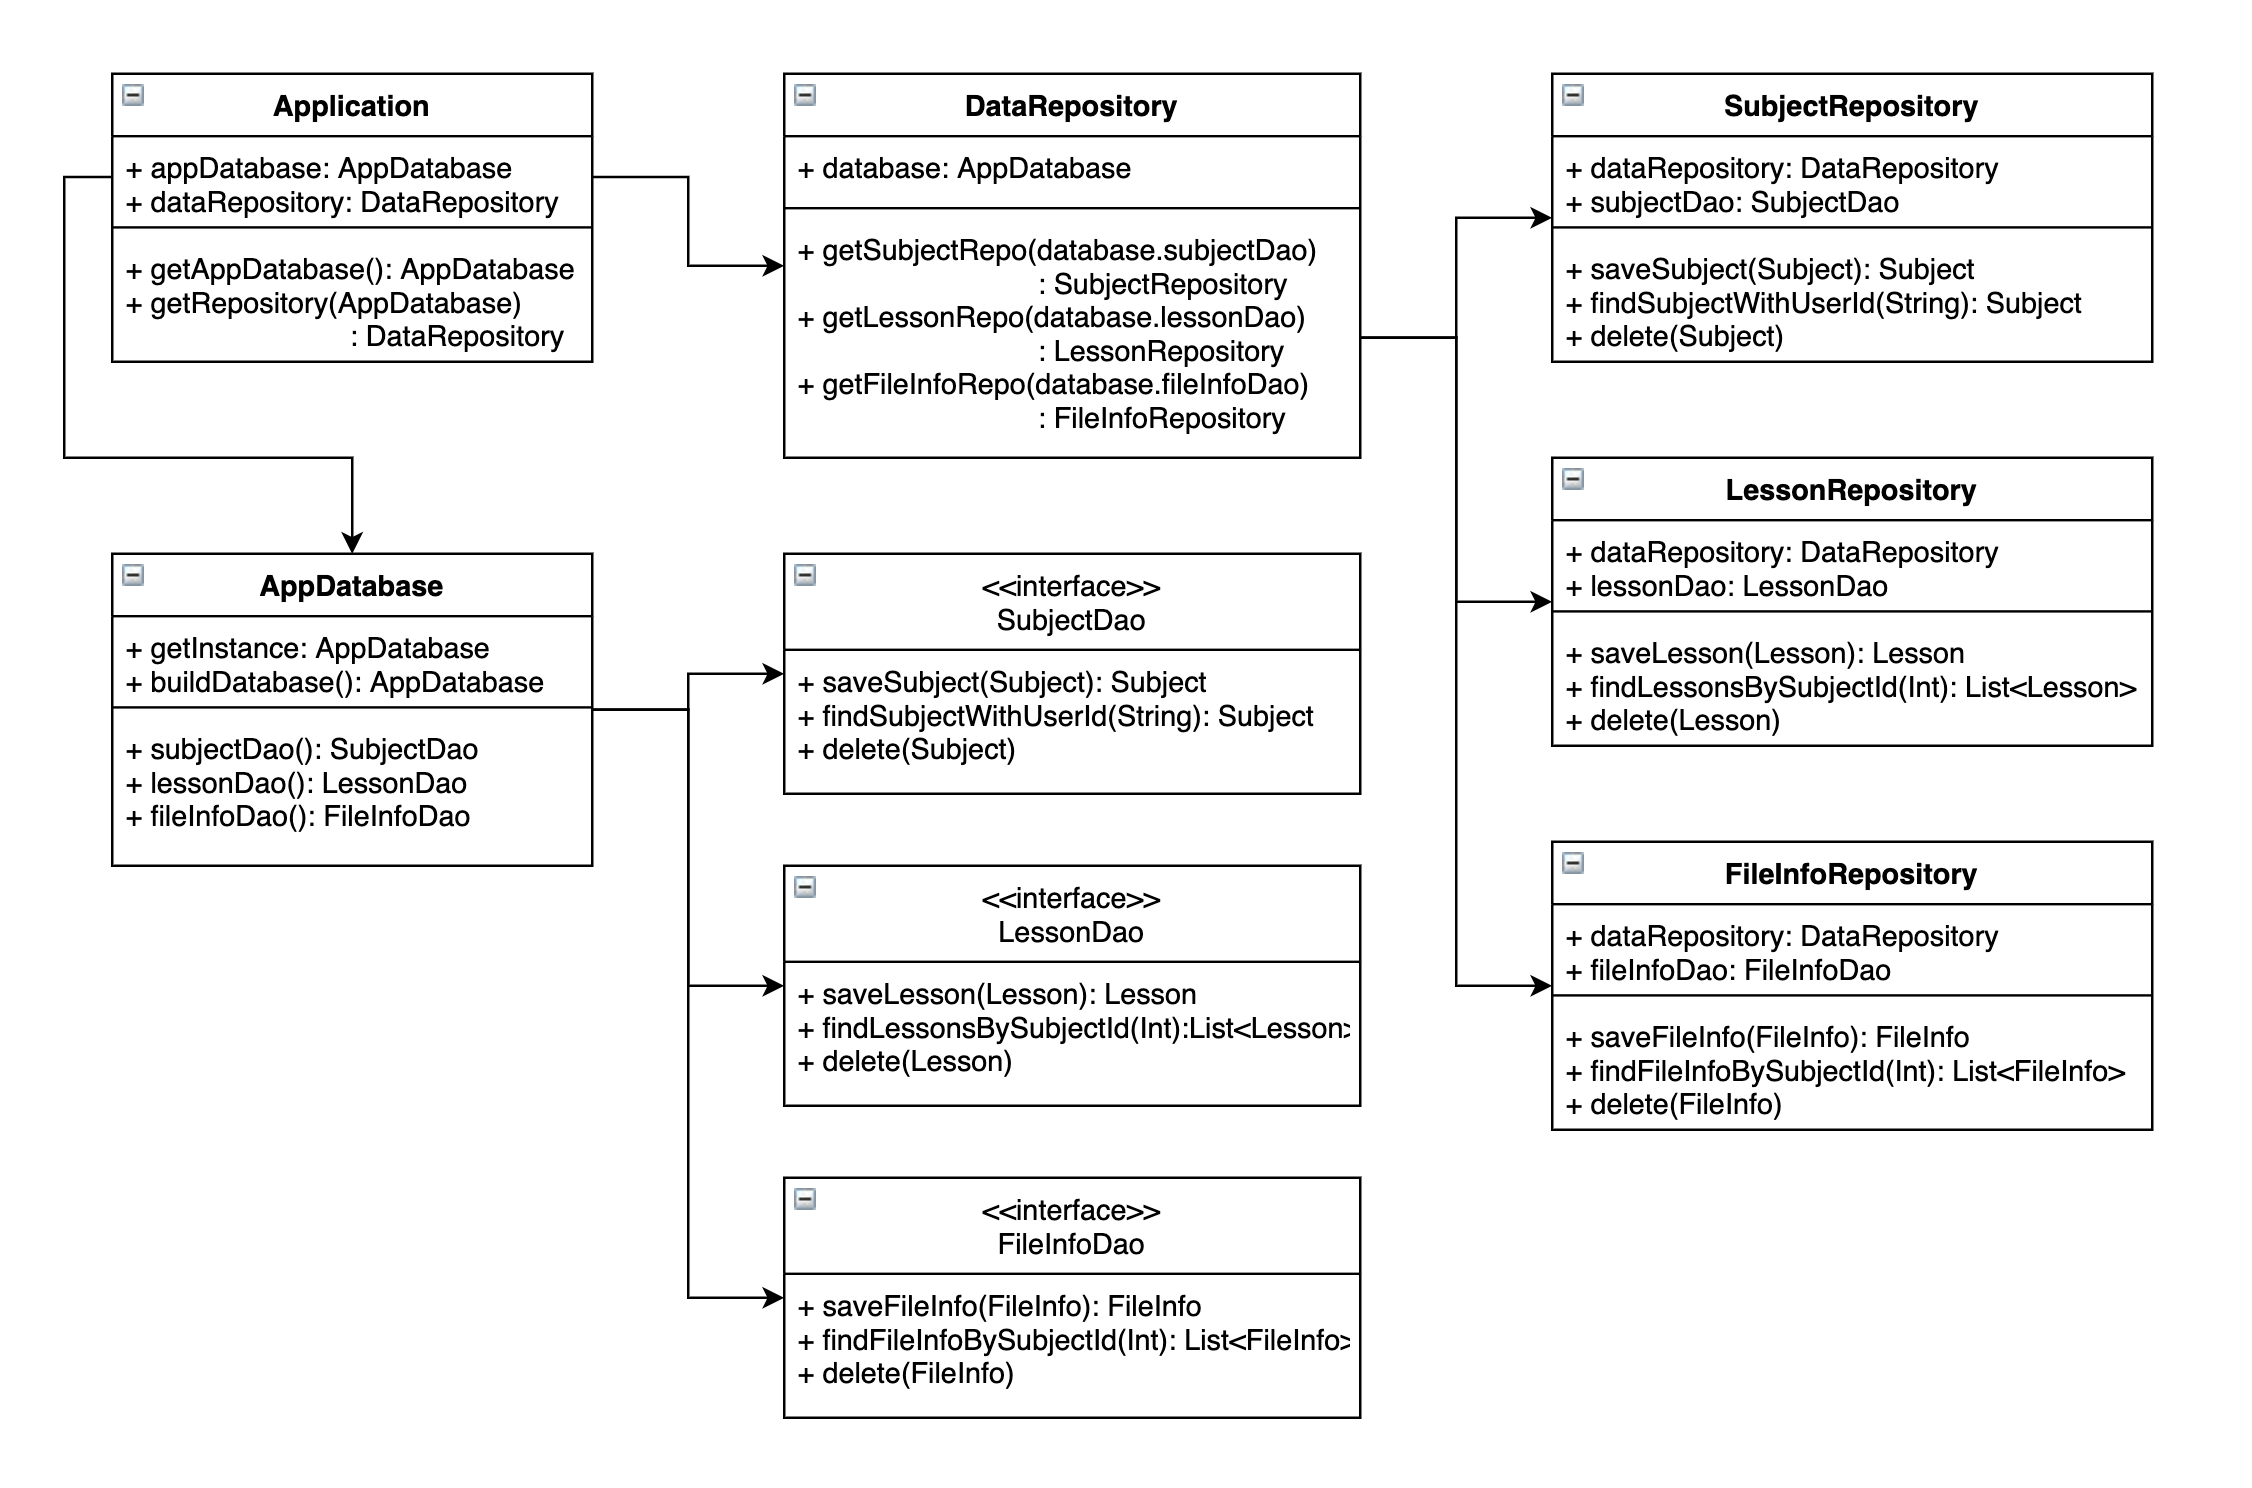 Application
+ appDatabase: AppDatabase
+ dataRepository: DataRepository
+ getAppDatabase(): AppDatabase
+ getRepository(AppDatabase)
: DataRepository
DataRepository
+ database: AppDatabase
+ getSubjectRepo(database.subjectDao)
: SubjectRepository
+ getLessonRepo(database.lessonDao)
: LessonRepository
+ getFileInfoRepo(database.fileInfoDao)
: FileInfoRepository
SubjectRepository
+ dataRepository: DataRepository
+ subjectDao: SubjectDao
+ saveSubject(Subject): Subject
+ findSubjectWithUserId(String): Subject
+ delete(Subject)
LessonRepository
+ dataRepository: DataRepository
+ lessonDao: LessonDao
+ saveLesson(Lesson): Lesson
+ findLessonsBySubjectId(Int): List<Lesson>
+ delete(Lesson)
FileInfoRepository
+ dataRepository: DataRepository
+ fileInfoDao: FileInfoDao
+ saveFileInfo(FileInfo): FileInfo
+ findFileInfoBySubjectId(Int): List<FileInfo>
+ delete(FileInfo)
AppDatabase
+ getInstance: AppDatabase
+ buildDatabase(): AppDatabase
+ subjectDao(): SubjectDao
+ lessonDao(): LessonDao
+ fileInfoDao(): FileInfoDao
<<interface>>
SubjectDao
+ saveSubject(Subject): Subject
+ findSubjectWithUserId(String): Subject
+ delete(Subject)
<<interface>>
LessonDao
+ saveLesson(Lesson): Lesson
+ findLessonsBySubjectId(Int):List<Lesson>
+ delete(Lesson)
<<interface>>
FileInfoDao
+ saveFileInfo(FileInfo): FileInfo
+ findFileInfoBySubjectId(Int): List<FileInfo>
+ delete(FileInfo)